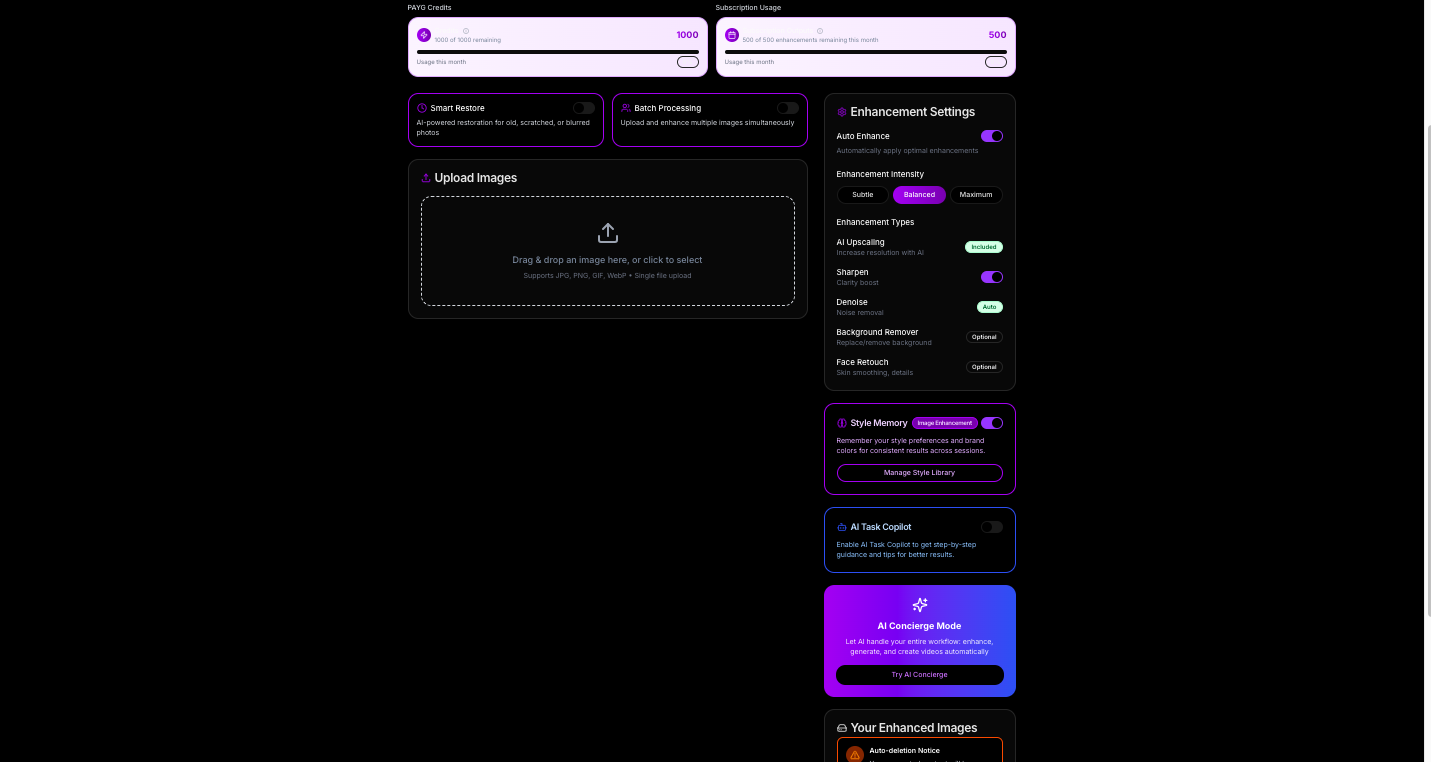 PAYG Credits
1000 of 1000 remaining
1000
Usage this month
Subscription Usage
500 of 500 enhancements remaining this month
500
Usage this month
Smart Restore
AI-powered restoration for old, scratched, or blurred
photos
Batch Processing
Upload and enhance multiple images simultaneously
Upload Images
Drag & drop an image here, or click to select
Supports JPG, PNG, GIF, WebP • Single file upload
Enhancement Settings
Auto Enhance
Automatically apply optimal enhancements
Enhancement Intensity
Subtle
Balanced
Maximum
Enhancement Types
AI Upscaling
Increase resolution with AI
Included
Sharpen
Clarity boost
Denoise
Noise removal
Auto
Background Remover
Replace/remove background
Optional
Face Retouch
Skin smoothing, details
Optional
Style Memory
Image Enhancement
Remember your style preferences and brand
colors for consistent results across sessions.
Manage Style Library
AI Task Copilot
Enable AI Task Copilot to get step-by-step
guidance and tips for better results.
AI Concierge Mode
Let AI handle your entire workflow: enhance,
generate, and create videos automatically
Try AI Concierge
Your Enhanced Images
Auto-deletion Notice